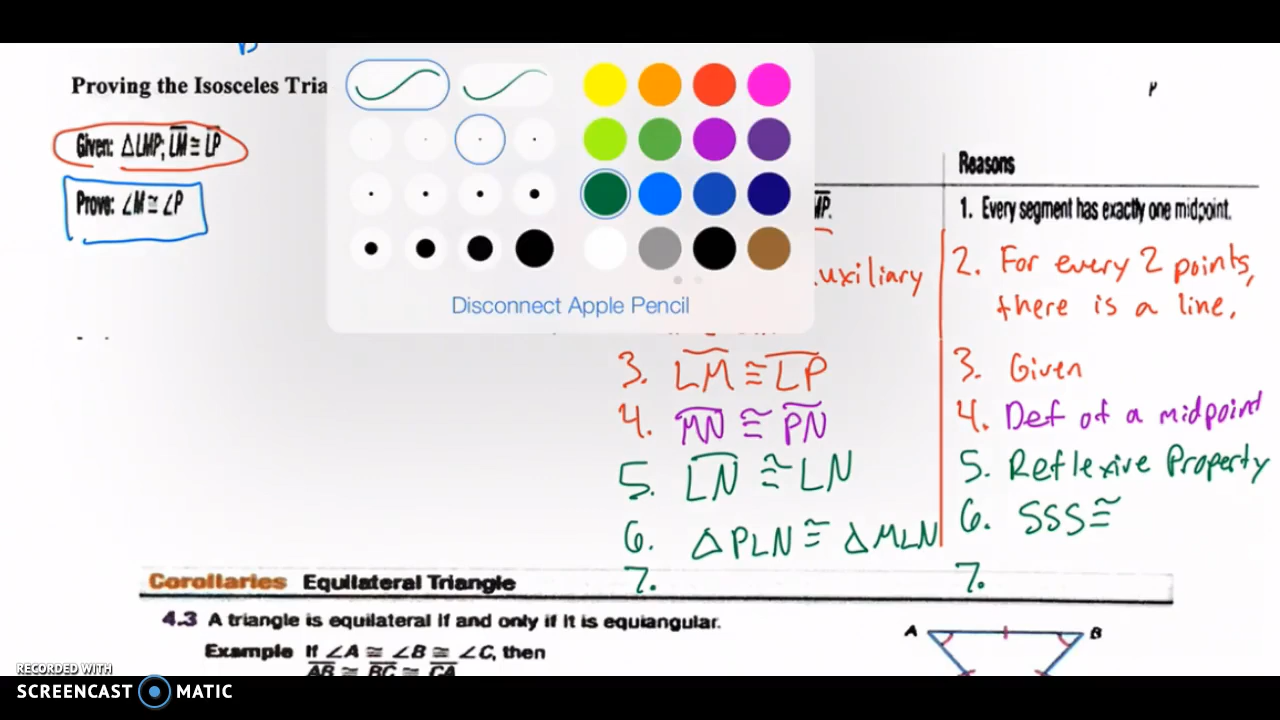 Proving the Isosceles Tria
Given: △LMP; LM ≅ LP
Prove: ∠M ≅ ∠P
Disconnect Apple Pencil
Reasons
MP.
1. Every segment has exactly one midpoint.
uxiliary
2. For every 2 points,
there is a line.
3. LM ≅ LP
3. Given
4. MN ≅ PN
4. Def of a midpoint
5. LN ≅ LN
5. Reflexive Property
6. △PLN ≅ △MLN
6. SSS≅
7.
7.
Corollaries Equilateral Triangle
4.3 A triangle is equilateral if and only if it is equiangular.
Example If ∠A ≅ ∠B ≅ ∠C, then
AB ≅ BC ≅ CA
A
B
RECORDED WITH
SCREENCAST MATIC